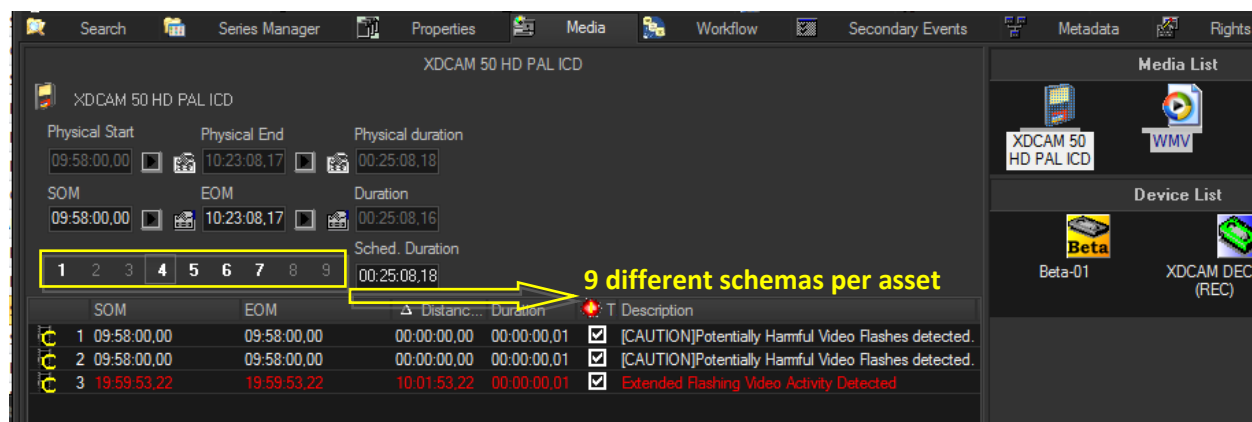 Search Series Manager Properties Media Workflow Secondary Events Metadata Rights
XDCAM 50 HD PAL ICD
XDCAM 50 HD PAL ICD
Physical Start Physical End Physical duration
09:58:00,00 10:23:08,17 00:25:08,18
SOM EOM Duration
09:58:00,00 10:23:08,17 00:25:08,16
Sched. Duration
1 2 3 4 5 6 7 8 9 00:25:08,18
9 different schemas per asset
SOM EOM Distanc... Duration T Description
1 09:58:00,00 09:58:00,00 00:00:00,00 00:00:00,01 [CAUTION]Potentially Harmful Video Flashes detected.
2 09:58:00,00 09:58:00,00 00:00:00,00 00:00:00,01 [CAUTION]Potentially Harmful Video Flashes detected.
3 19:59:53,22 19:59:53,22 10:01:53,22 00:00:00,01 Extended Flashing Video Activity Detected
Media List
XDCAM 50
HD PAL ICD
WMV
Device List
Beta
Beta-01
XDCAM DEC
(REC)